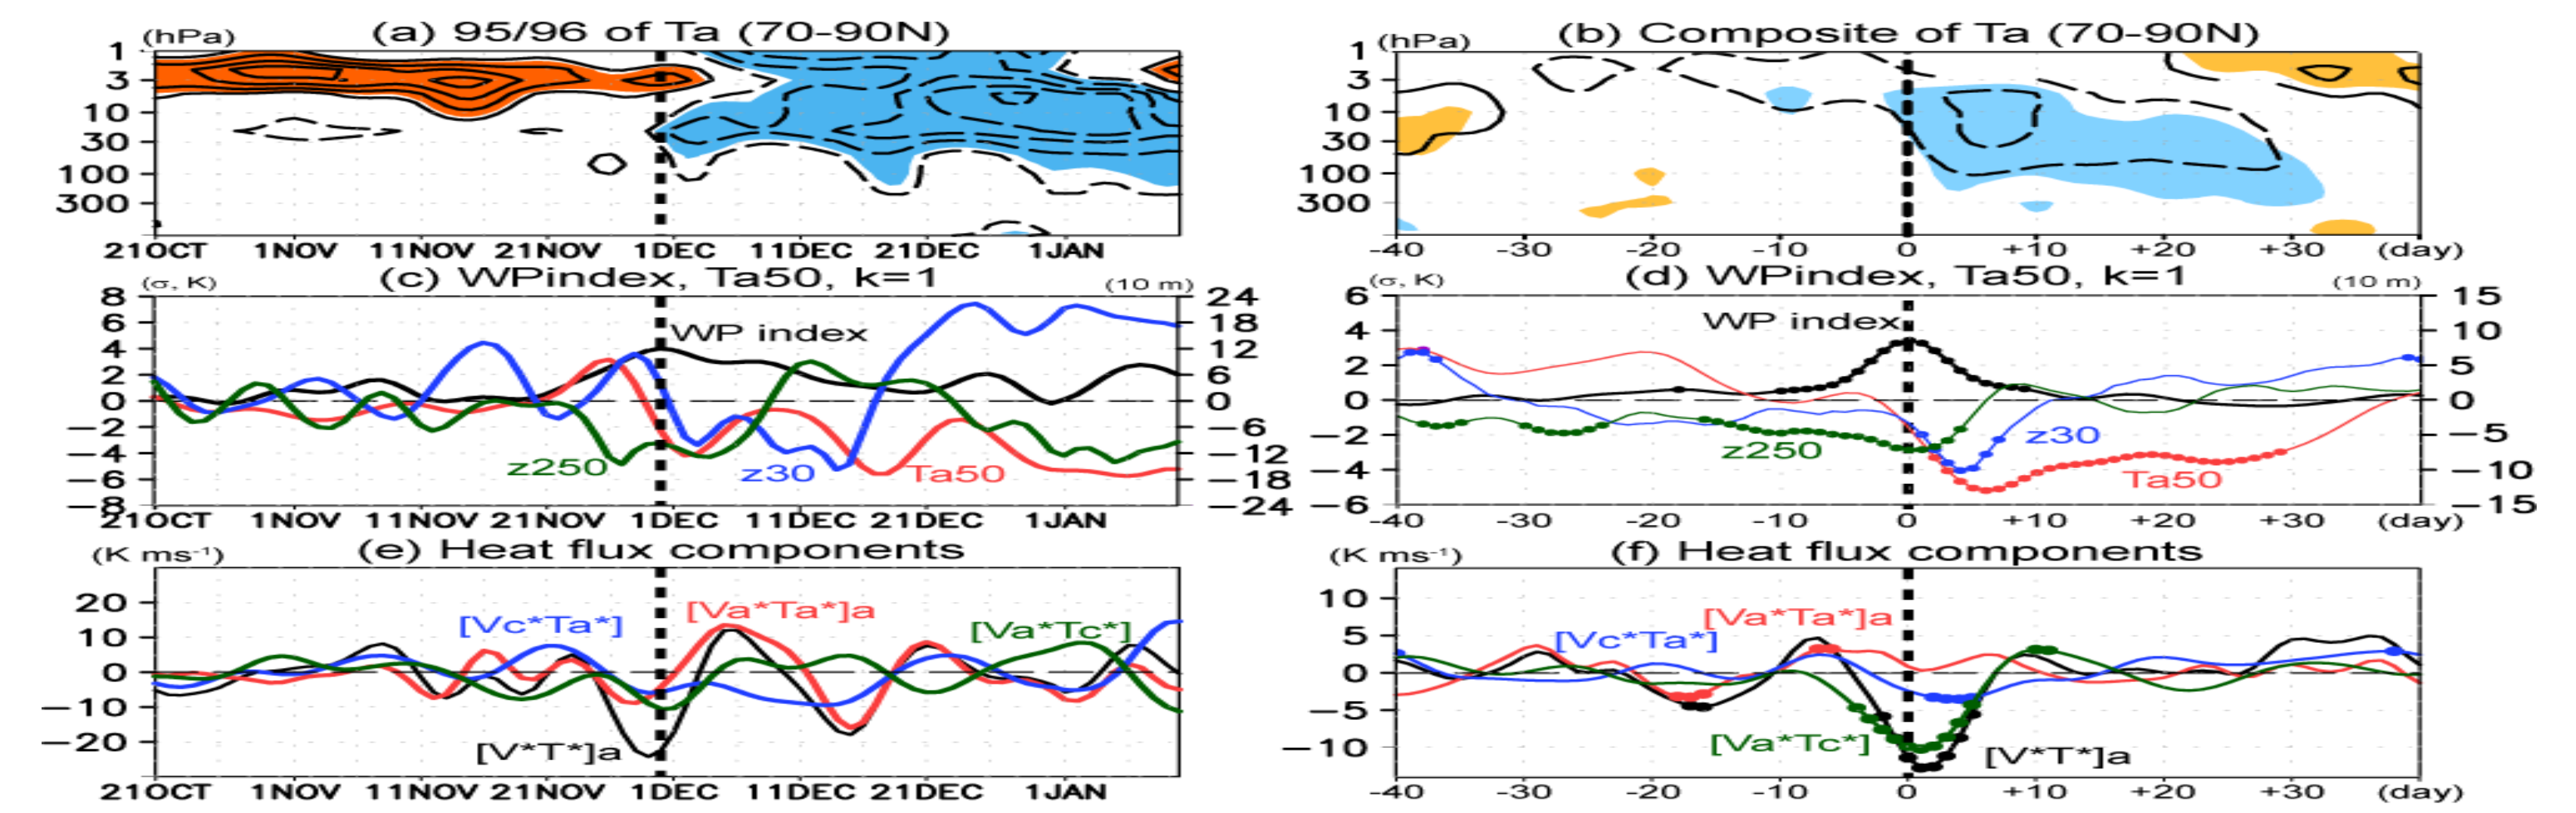 (a) 95/96 of Ta (70-90N)
(hPa)
1
3
10
30
100
300
21OCT 1NOV 11NOV 21NOV 1DEC 11DEC 21DEC 1JAN
(b) Composite of Ta (70-90N)
(hPa)
1
3
10
30
100
300
-40 -30 -20 -10 0 +10 +20 +30 (day)
(c) WPindex, Ta50, k=1
(σ, K)
(10 m)
8
6
4
2
0
−2
−4
−6
−8
24
18
12
6
0
−6
−12
−18
−24
WP index
z250
z30
Ta50
21OCT 1NOV 11NOV 21NOV 1DEC 11DEC 21DEC 1JAN
(d) WPindex, Ta50, k=1
(σ, K)
(10 m)
6
4
2
0
−2
−4
−6
15
10
5
0
−5
−10
−15
WP index
z250
z30
Ta50
-40 -30 -20 -10 0 +10 +20 +30 (day)
(e) Heat flux components
(K ms-1)
20
10
0
−10
−20
[Vc*Ta*]
[Va*Ta*]a
[Va*Tc*]
[V*T*]a
21OCT 1NOV 11NOV 21NOV 1DEC 11DEC 21DEC 1JAN
(f) Heat flux components
(K ms-1)
10
5
0
−5
−10
[Va*Ta*]a
[Vc*Ta*]
[Va*Tc*]
[V*T*]a
-40 -30 -20 -10 0 +10 +20 +30 (day)